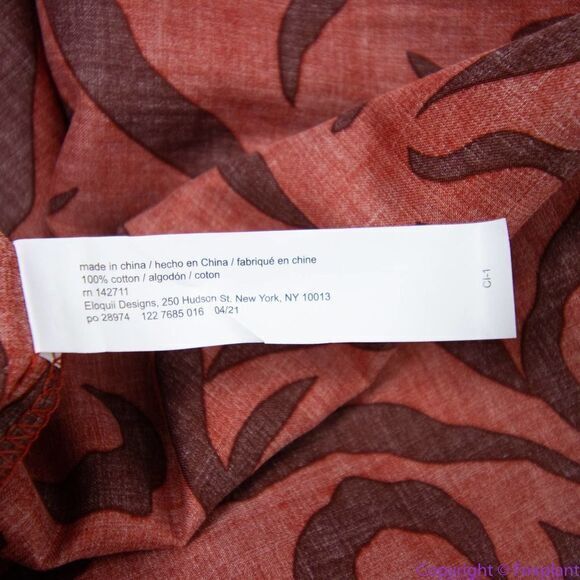 made in china / hecho en China / fabriqué en chine
100% cotton / algodón / coton
rn 142711
Eloquii Designs, 250 Hudson St. New York, NY 10013
po 28974 122 7685 016 04/21
CI-1
Copyright ©